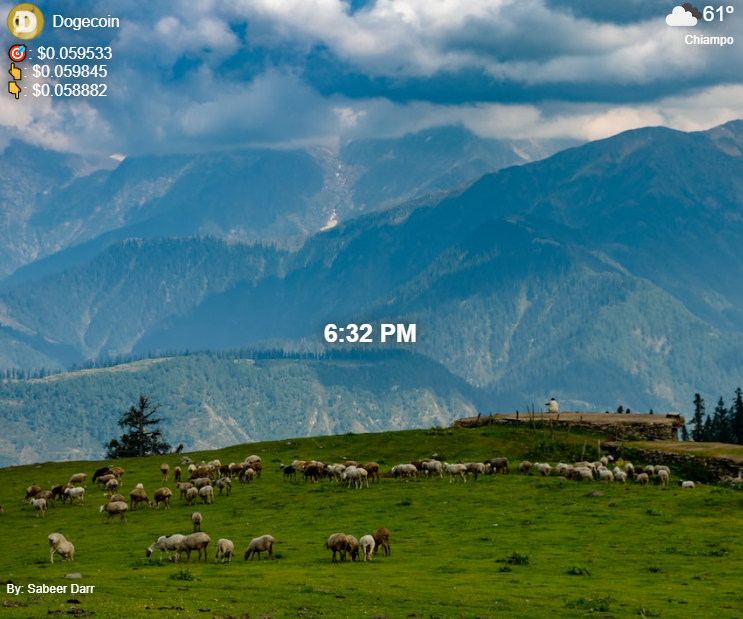 Dogecoin
🎯: $0.059533
👆: $0.059845
👇: $0.058882
61°
Chiampo
6:32 PM
By: Sabeer Darr